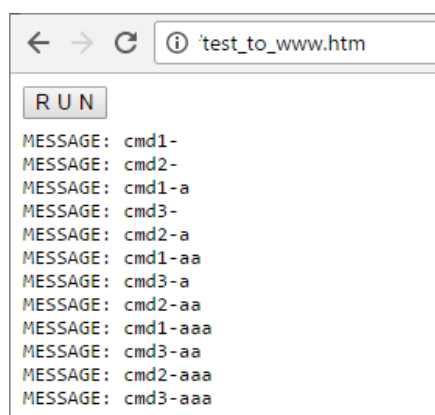 'test_to_www.htm
R U N
MESSAGE: cmd1-
MESSAGE: cmd2-
MESSAGE: cmd1-a
MESSAGE: cmd3-
MESSAGE: cmd2-a
MESSAGE: cmd1-aa
MESSAGE: cmd3-a
MESSAGE: cmd2-aa
MESSAGE: cmd1-aaa
MESSAGE: cmd3-aa
MESSAGE: cmd2-aaa
MESSAGE: cmd3-aaa